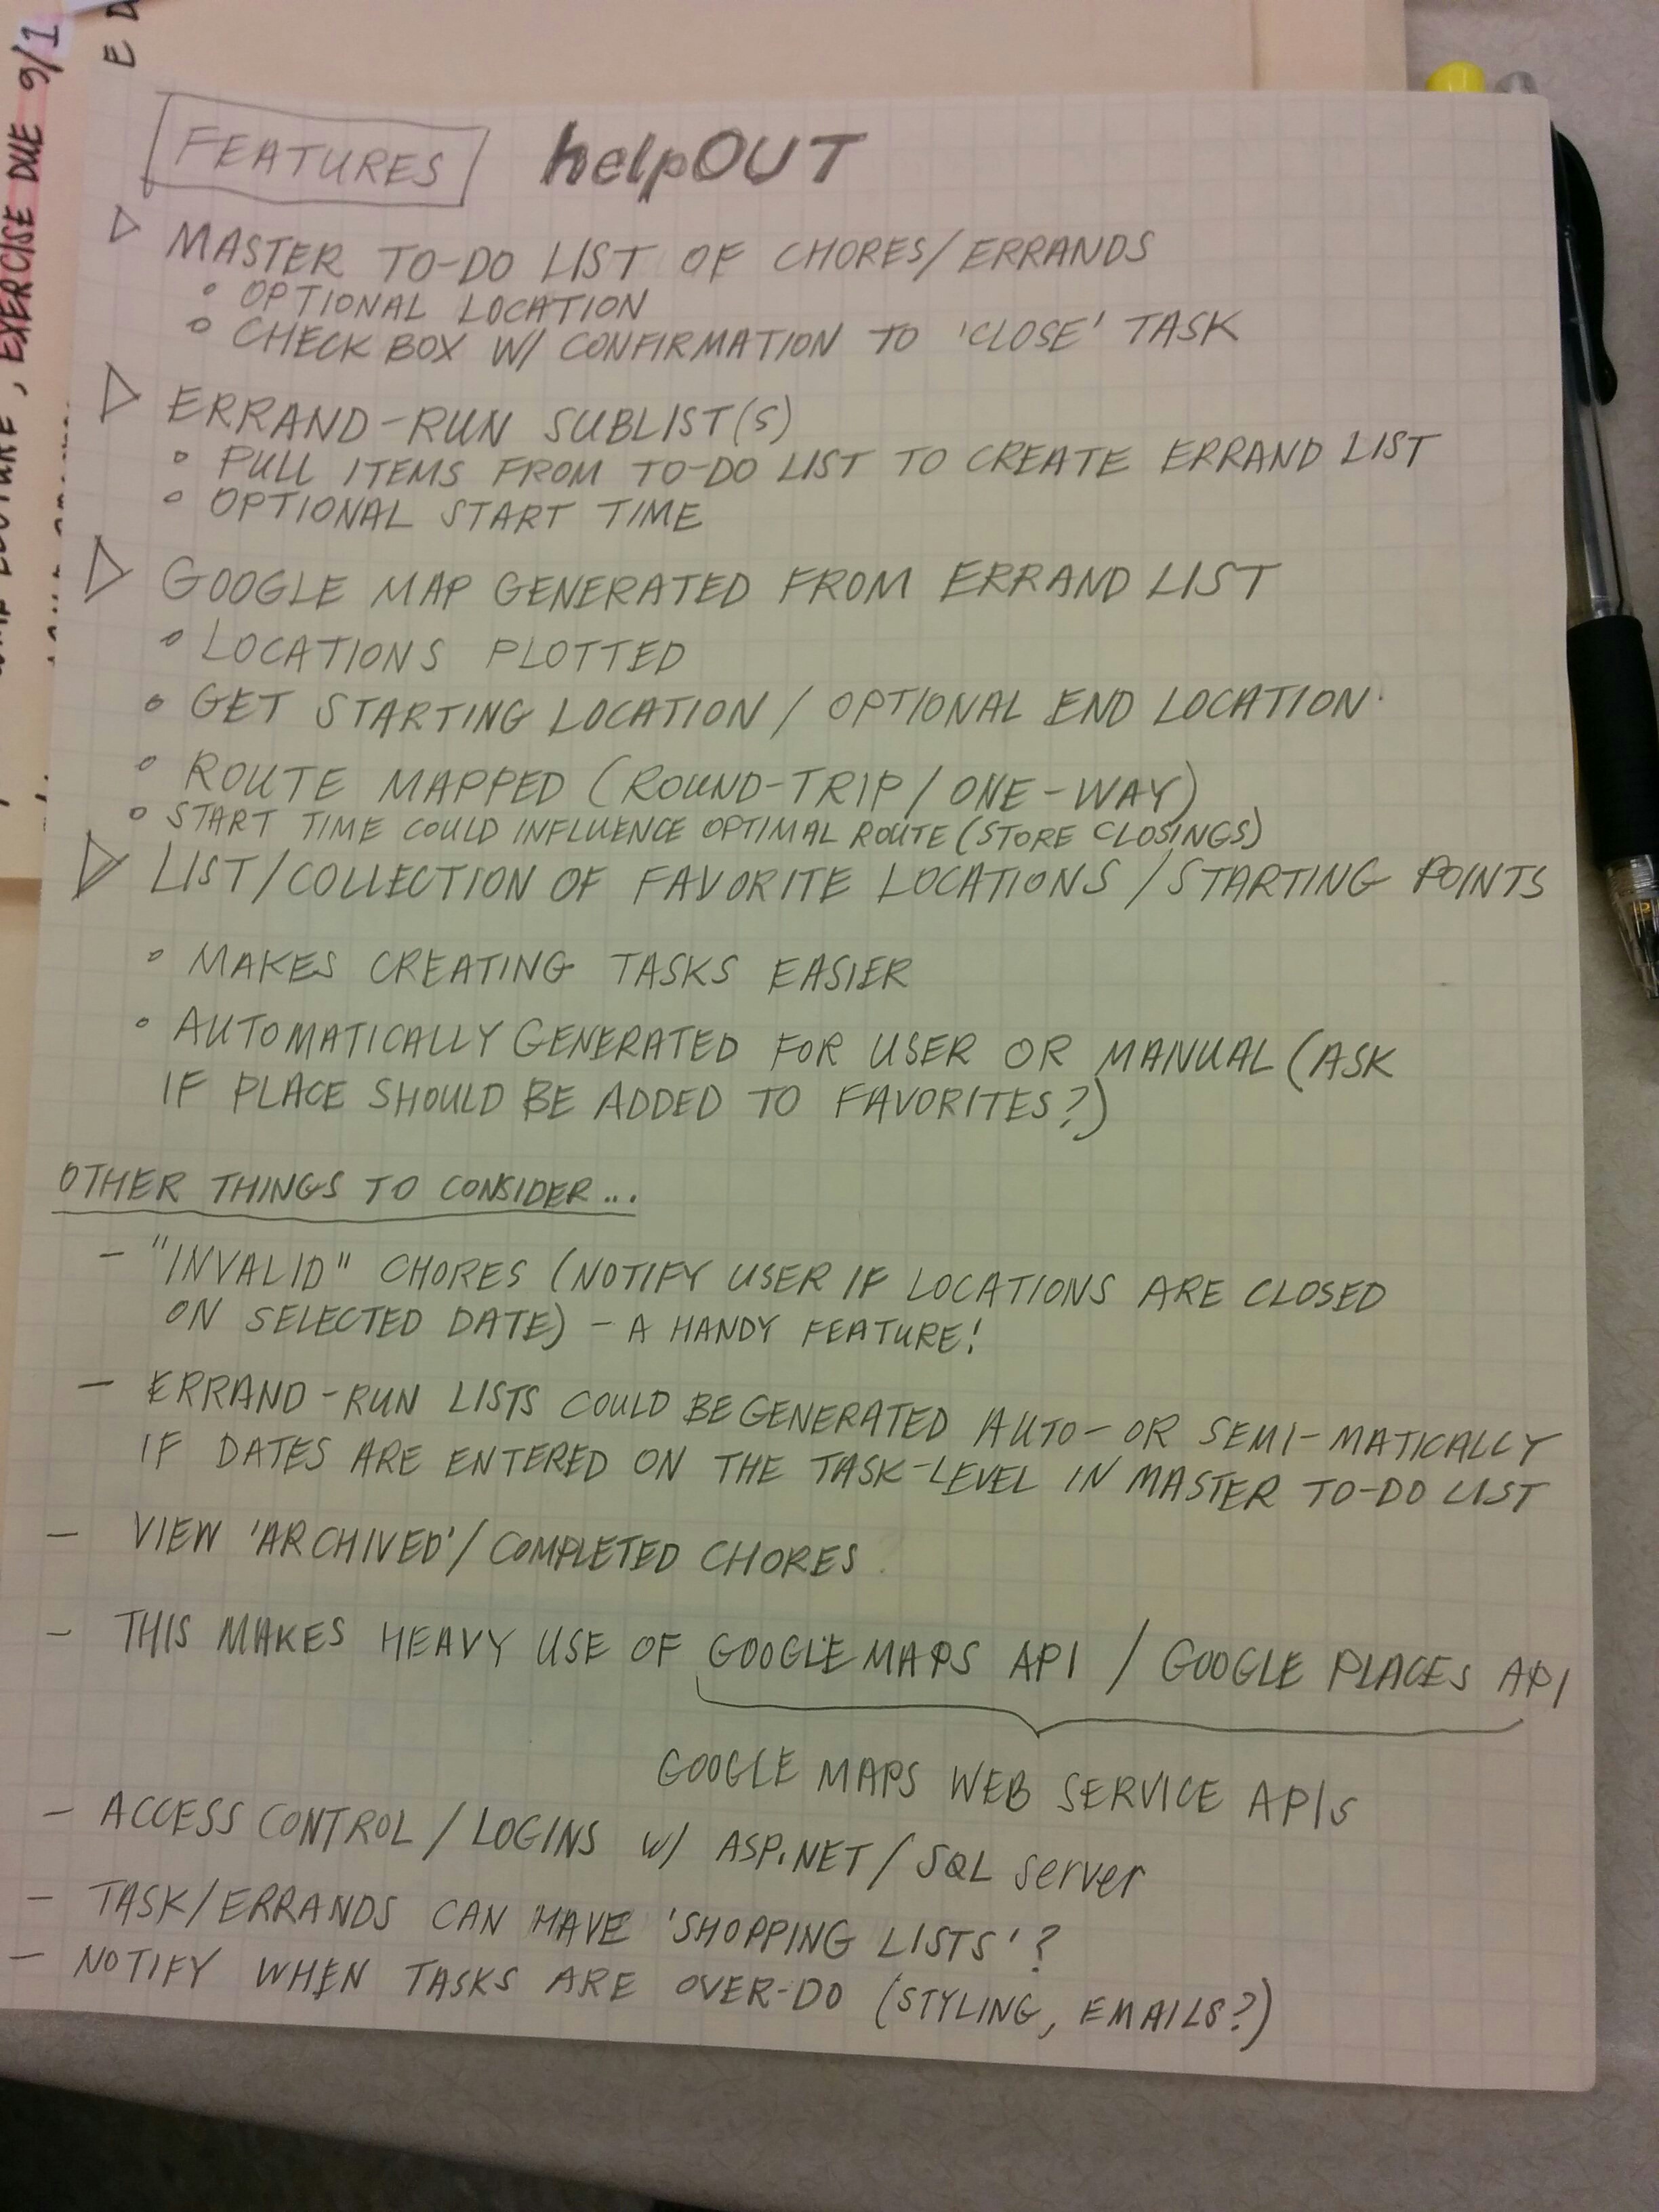 FEATURES helpOUT
MASTER TO-DO LIST OF CHORES/ERRANDS
OPTIONAL LOCATION
CHECK BOX W/ CONFIRMATION TO 'CLOSE' TASK
ERRAND-RUN SUBLIST(S)
PULL ITEMS FROM TO-DO LIST TO CREATE ERRAND LIST
OPTIONAL START TIME
GOOGLE MAP GENERATED FROM ERRAND LIST
LOCATIONS PLOTTED
GET STARTING LOCATION / OPTIONAL END LOCATION
ROUTE MAPPED (ROUND-TRIP / ONE-WAY)
START TIME COULD INFLUENCE OPTIMAL ROUTE (STORE CLOSINGS)
LIST/COLLECTION OF FAVORITE LOCATIONS / STARTING POINTS
MAKES CREATING TASKS EASIER
AUTOMATICALLY GENERATED FOR USER OR MANUAL (ASK
IF PLACE SHOULD BE ADDED TO FAVORITES?)
OTHER THINGS TO CONSIDER...
- "INVALID" CHORES (NOTIFY USER IF LOCATIONS ARE CLOSED
ON SELECTED DATE) - A HANDY FEATURE!
- ERRAND-RUN LISTS COULD BE GENERATED AUTO- OR SEMI-MATICALLY
IF DATES ARE ENTERED ON THE TASK-LEVEL IN MASTER TO-DO LIST
- VIEW 'ARCHIVED'/COMPLETED CHORES
- THIS MAKES HEAVY USE OF GOOGLE MAPS API / GOOGLE PLACES API
GOOGLE MAPS WEB SERVICE APIs
- ACCESS CONTROL / LOGINS w/ ASP.NET / SQL server
- TASK/ERRANDS CAN HAVE 'SHOPPING LISTS'?
- NOTIFY WHEN TASKS ARE OVER-DO (STYLING, EMAILS?)
LECTURE, EXERCISE DUE 9/1